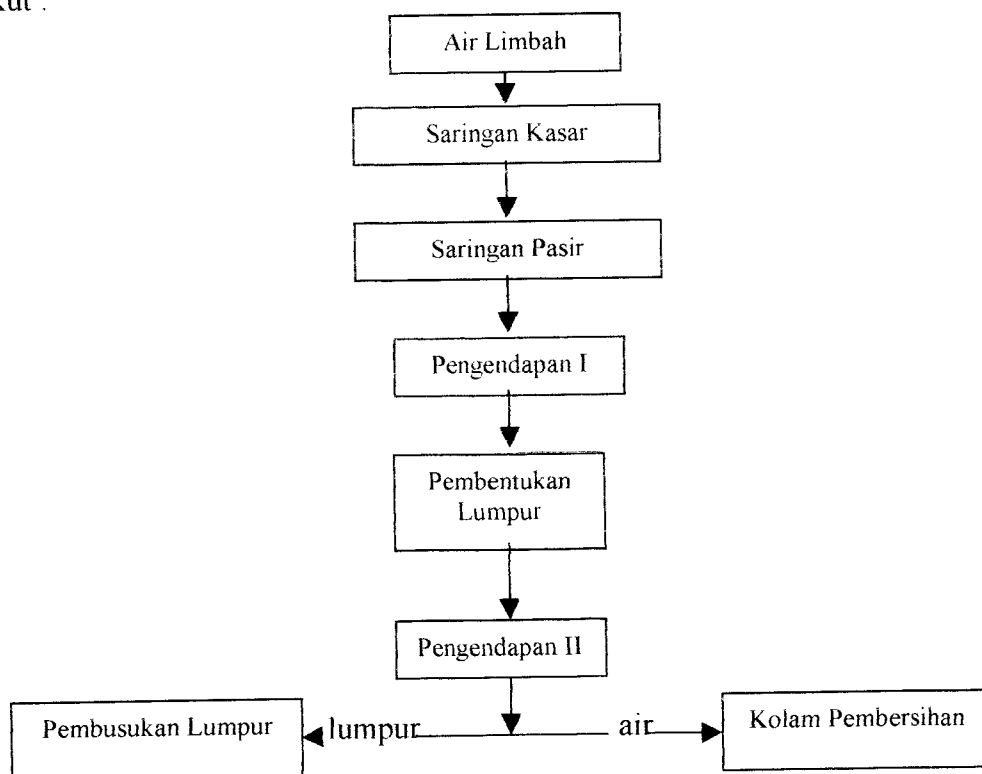 Air Limbah
Saringan Kasar
Saringan Pasir
Pengendapan I
Pembentukan
Lumpur
Pengendapan II
Pembusukan Lumpur
lumpur
air
Kolam Pembersihan